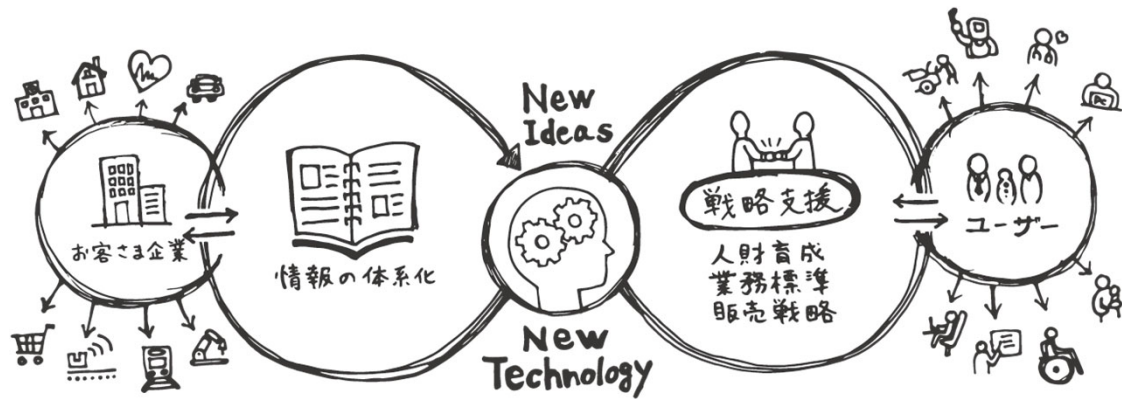 お客さま企業
情報の体系化
New
Ideas
New
Technology
戦略支援
人財育成
業務標準
販売戦略
ユーザー
PC